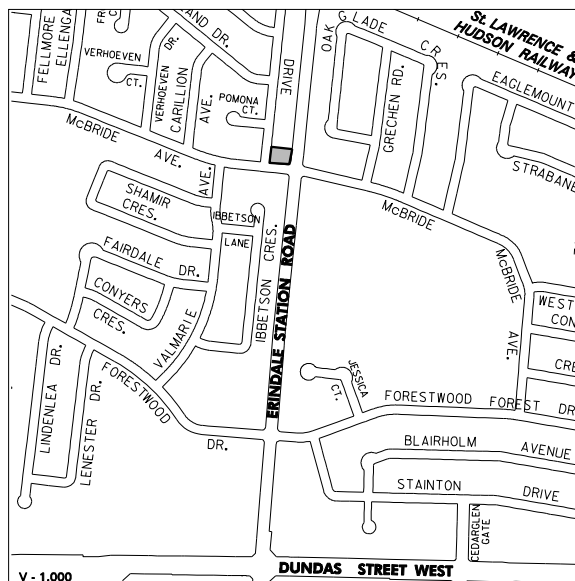 FELLMORE
ELLENGA
FR
C
VERHOEVEN
CT.
VERHOEVEN
DR.
CARILLION
AVE.
AND DR.
POMONA
CT.
DRIVE
OAK
GLADE
CRES.
GRECHEN RD.
St. LAWRENCE &
HUDSON RAILWAY
EAGLEMOUNT
STRABANE
McBRIDE
AVE.
AVE.
SHAMIR
CRES.
IBBETSON
LANE
IBBETSON CRES.
ERINDALE STATION ROAD
McBRIDE
McBRIDE
AVE.
FAIRDALE DR.
CONYERS
CRES.
VALMARIE
WEST
CON
CRE
LINDENLEA DR.
LENESTER DR.
FORESTWOOD
DR.
JESSICA
CT.
FORESTWOOD FOREST DR
BLAIRHOLM AVENUE
STAINTON DRIVE
CEDARGLEN
GATE
DUNDAS STREET WEST
V - 1,000